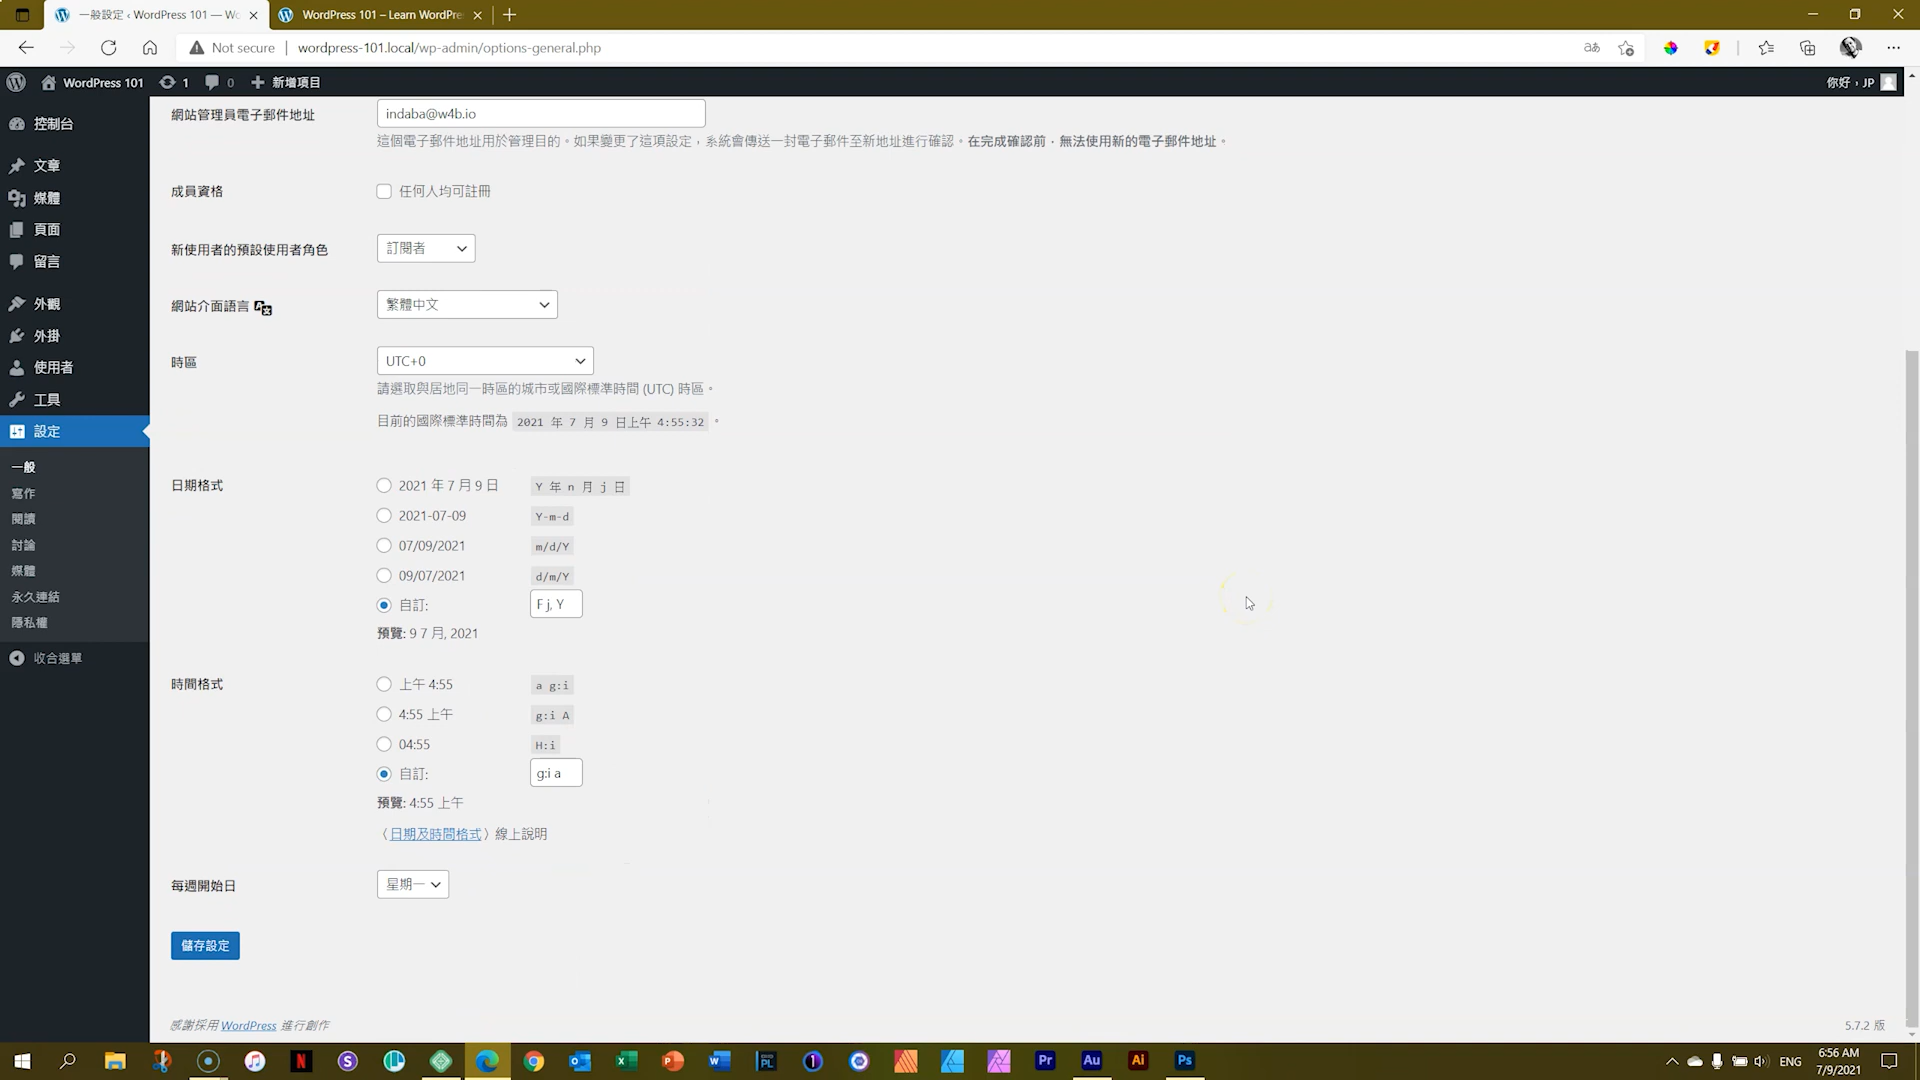 一般設定 ‹ WordPress 101 — Wo
WordPress 101 – Learn WordPre
Not secure
wordpress-101.local/wp-admin/options-general.php
WordPress 101
1
0
新增項目
你好，JP
控制台
文章
媒體
頁面
留言
外觀
外掛
使用者
工具
設定
一般
寫作
閱讀
討論
媒體
永久連結
隱私權
收合選單
網站管理員電子郵件地址
indaba@w4b.io
這個電子郵件地址用於管理目的。如果變更了這項設定，系統會傳送一封電子郵件至新地址進行確認。在完成確認前，無法使用新的電子郵件地址。
成員資格
任何人均可註冊
新使用者的預設使用者角色
訂閱者
網站介面語言
繁體中文
時區
UTC+0
請選取與居地同一時區的城市或國際標準時間 (UTC) 時區。
目前的國際標準時間為 2021 年 7 月 9 日上午 4:55:32 。
日期格式
2021 年 7 月 9 日 Y 年 n 月 j 日
2021-07-09 Y-m-d
07/09/2021 m/d/Y
09/07/2021 d/m/Y
自訂: F j, Y
預覽: 9 7 月, 2021
時間格式
上午 4:55 a g:i
4:55 上午 g:i A
04:55 H:i
自訂: g:i a
預覽: 4:55 上午
〈日期及時間格式〉線上說明
每週開始日
星期一
儲存設定
感謝採用 WordPress 進行創作
5.7.2 版
ENG
6:56 AM
7/9/2021